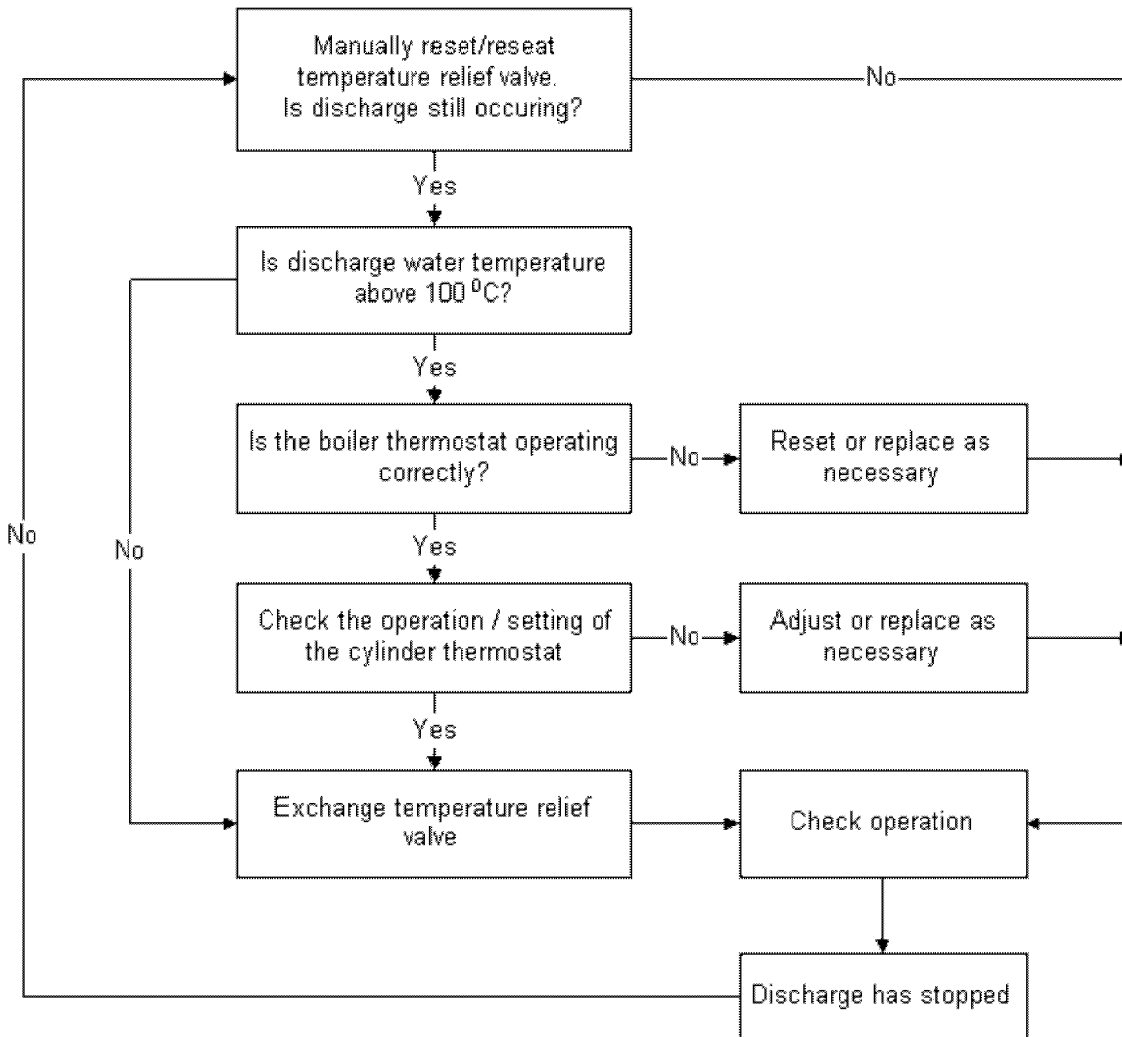 Manually reset/reseat
temperature relief valve.
Is discharge still occuring?
No
Yes
Is discharge water temperature
above 100 ⁰C?
Yes
Is the boiler thermostat operating
correctly?
No
Reset or replace as
necessary
No
No
Yes
Check the operation / setting of
the cylinder thermostat
No
Adjust or replace as
necessary
Yes
Exchange temperature relief
valve
Check operation
Discharge has stopped